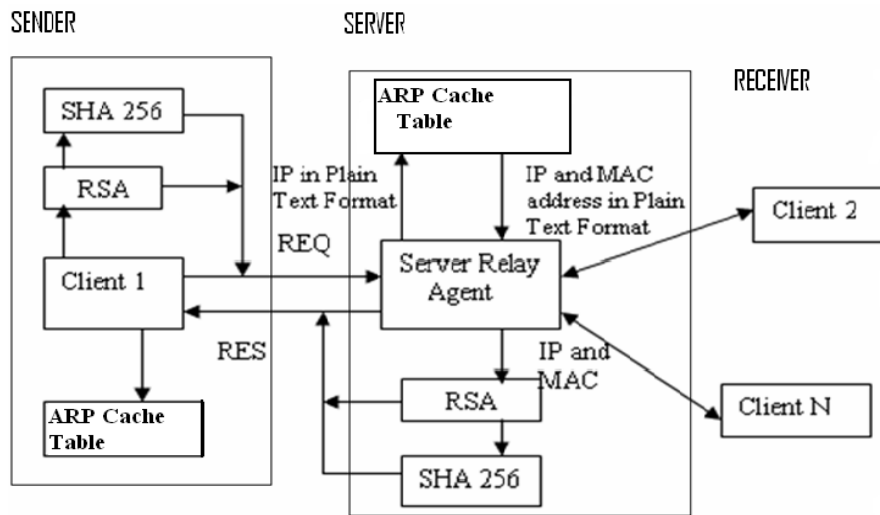 SENDER
SERVER
RECEIVER
SHA 256
RSA
Client 1
ARP Cache
Table
REQ
RES
IP in Plain
Text Format
ARP Cache
Table
IP and MAC
address in Plain
Text Format
Server Relay
Agent
IP and
MAC
RSA
SHA 256
Client 2
Client N